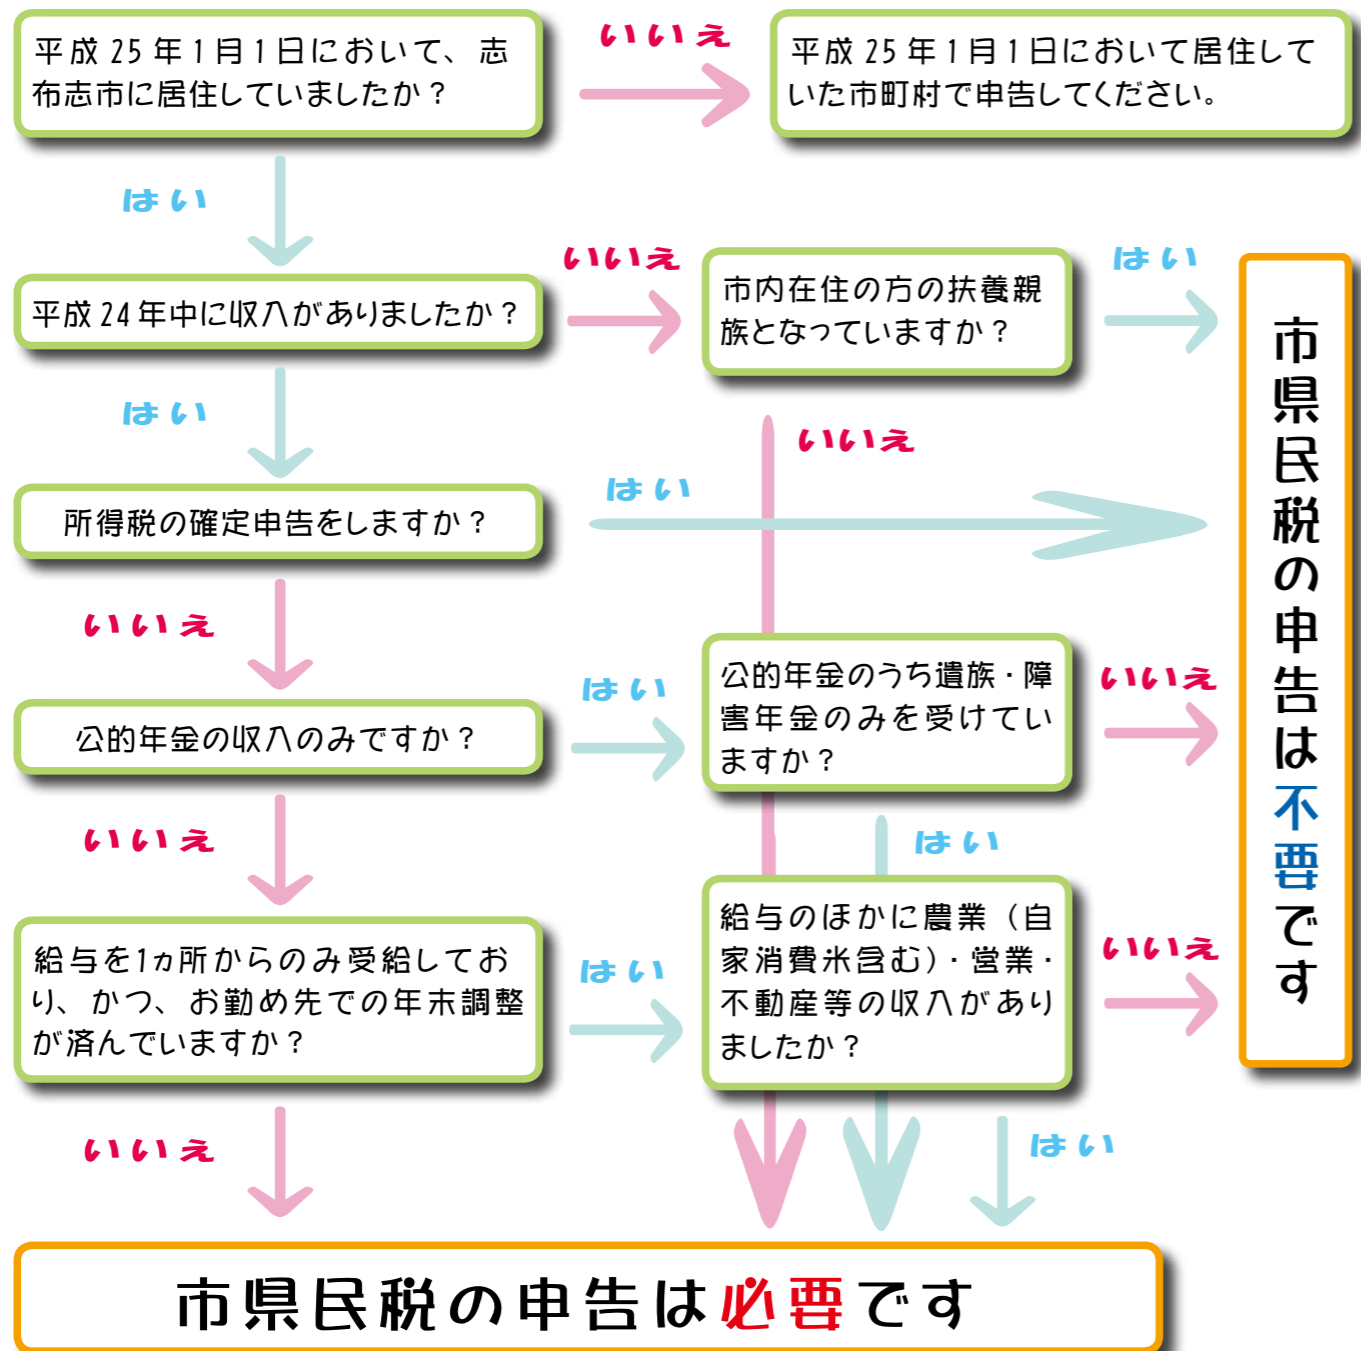 平成25年1月1日において、志
布志市に居住していましたか？
いいえ
平成25年1月1日において居住して
いた市町村で申告してください。
はい
平成24年中に収入がありましたか？
いいえ
市内在住の方の扶養親
族となっていますか？
はい
いいえ
はい
所得税の確定申告をしますか？
はい
いいえ
公的年金の収入のみですか？
はい
公的年金のうち遺族・障
害年金のみを受けてい
ますか？
いいえ
はい
いいえ
給与を1ヵ所からのみ受給してお
り、かつ、お勤め先での年末調整
が済んでいますか？
はい
給与のほかに農業（自
家消費米含む）・営業・
不動産等の収入があり
ましたか？
いいえ
はい
いいえ
市県民税の申告は不要です
市県民税の申告は必要です